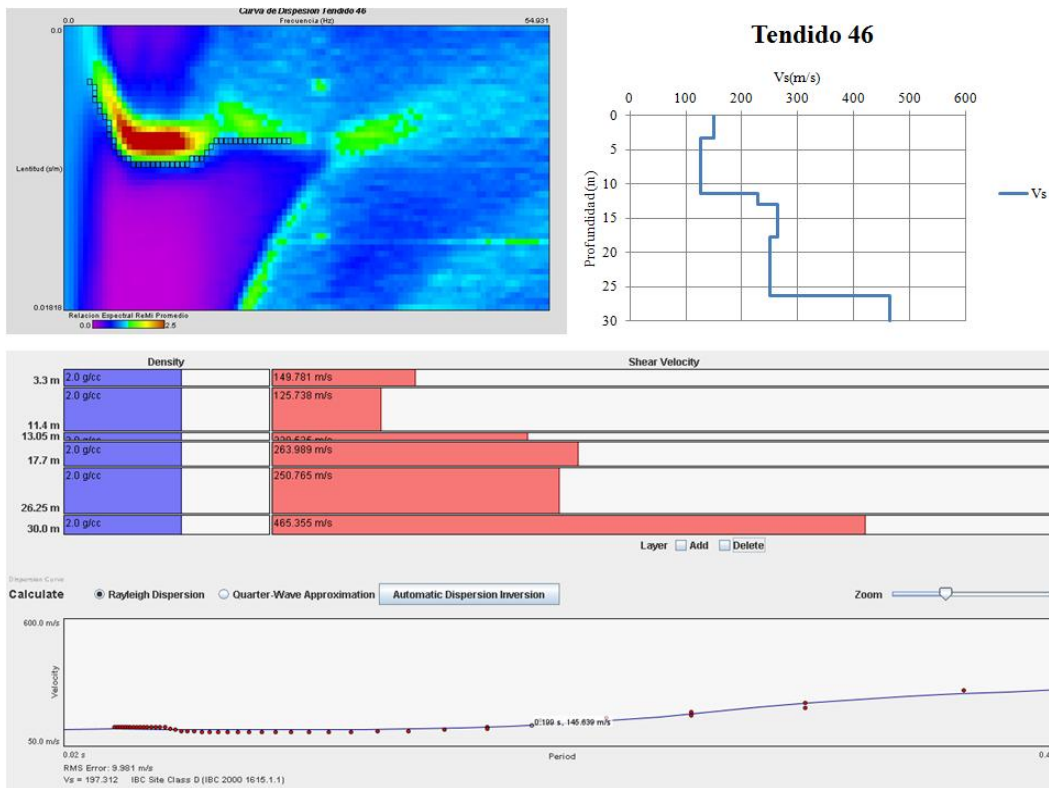 Curva de Dispesión Tendido 46
0.0 Frecuencia (Hz) 54.931
0.0
Lentitud (s/m)
0.01818
Relacion Espectral ReMi Promedio
0.0 2.5
Tendido 46
Vs(m/s)
0 100 200 300 400 500 600
0
5
10
15
20
25
30
Profundidad(m)
Vs
Density Shear Velocity
3.3 m 2.0 g/cc 149.781 m/s
11.4 m 2.0 g/cc 125.738 m/s
13.05 m 2.0 g/cc
17.7 m 2.0 g/cc 263.989 m/s
26.25 m 2.0 g/cc 250.765 m/s
30.0 m 2.0 g/cc 465.355 m/s
Layer Add Delete
Dispersion Curve
Calculate Rayleigh Dispersion Quarter-Wave Approximation Automatic Dispersion Inversion Zoom
600.0 m/s
Velocity
50.0 m/s
0.199 s, 145.639 m/s
0.02 s Period 0.4
RMS Error: 9.981 m/s
Vs = 197.312 IBC Site Class D (IBC 2000 1615.1.1)